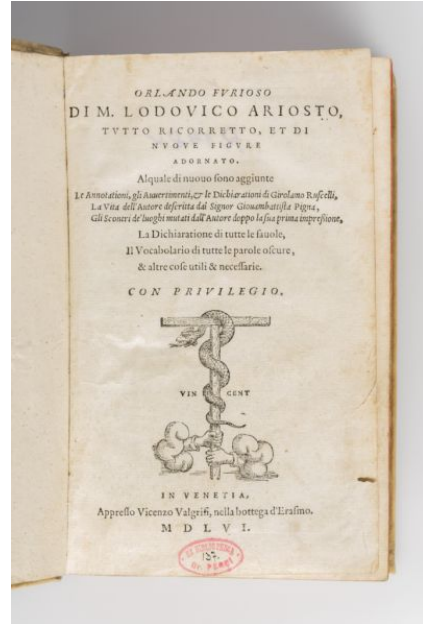 ORLANDO FVRIOSO
DI M. LODOVICO ARIOSTO,
TVTTO RICORRETTO, ET DI
NVOVE FIGVRE
ADORNATO.
Alquale di nuouo ſono aggiunte
Le Annotationi, gli Auuertimenti, & le Dichiarationi di Girolamo Ruſcelli,
La Vita dell'Autore deſcritta dal Signor Giouambattiſta Pigna,
Gli Scontri de' luoghi mutati dall'Autore doppo la ſua prima impreſſione,
La Dichiaratione di tutte le fauole,
Il Vocabolario di tutte le parole oſcure,
& altre coſe utili & neceſſarie.
CON PRIVILEGIO.
VIN CENT
IN VENETIA,
Appreſſo Vicenzo Valgriſi, nella bottega d'Eraſmo.
M D L V I.
137.